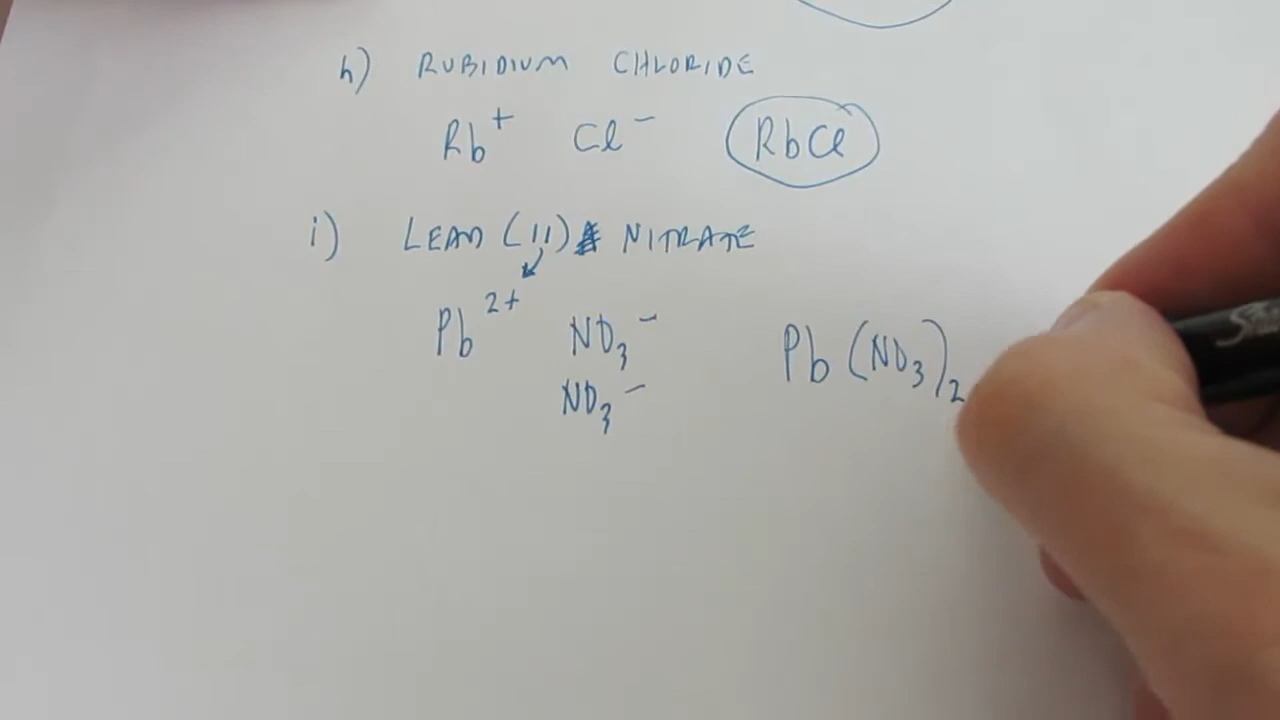 h) RUBIDIUM CHLORIDE
Rb⁺ Cl⁻ RbCl
i) LEAD (II) NITRATE
Pb²⁺ NO₃⁻ Pb(NO₃)₂
NO₃⁻